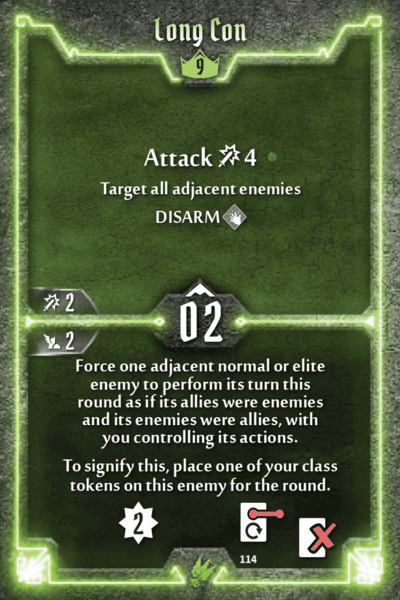 Long Con
9
Attack 4
Target all adjacent enemies
DISARM
2
02
2
Force one adjacent normal or elite
enemy to perform its turn this
round as if its allies were enemies
and its enemies were allies, with
you controlling its actions.
To signify this, place one of your class
tokens on this enemy for the round.
2
114